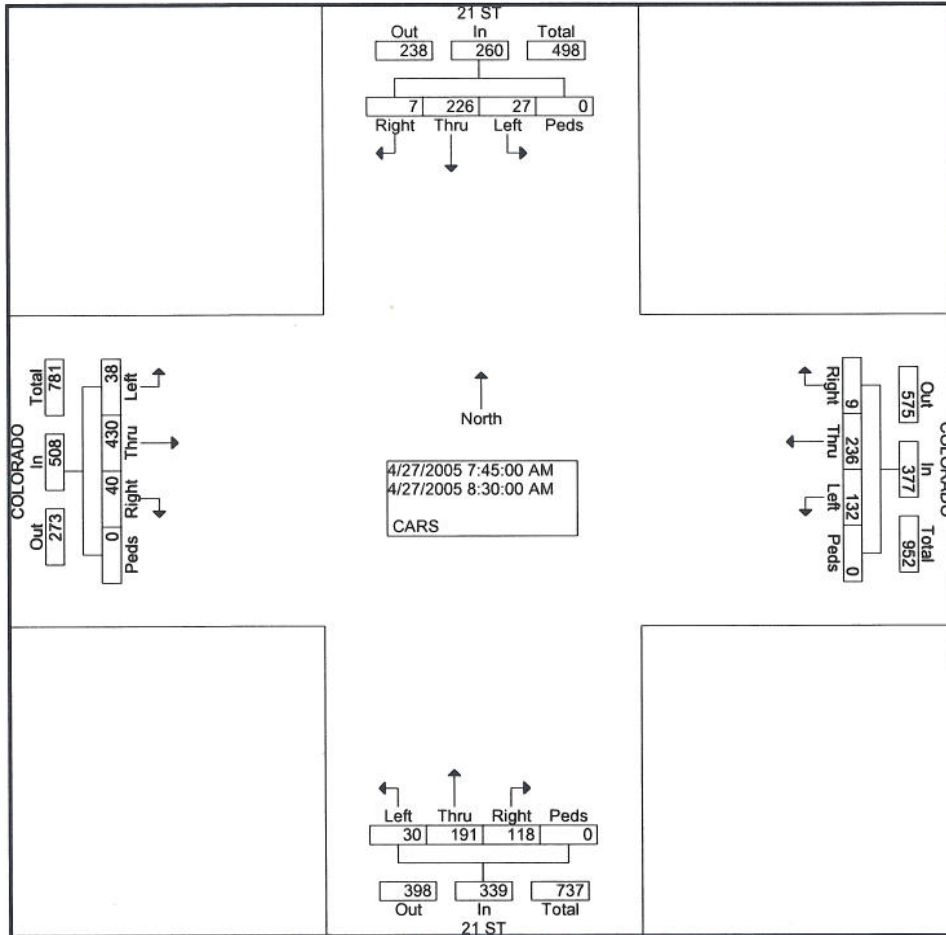 21 ST
Out In Total
238 260 498
7 226 27 0
Right Thru Left Peds
COLORADO
Total In Out
781 508 273
38 430 40 0
Left Thru Right Peds
North
4/27/2005 7:45:00 AM
4/27/2005 8:30:00 AM
CARS
Right Thru Left Peds
9 236 132 0
Out In Total
575 377 952
COLORADO
Left Thru Right Peds
30 191 118 0
398 339 737
Out In Total
21 ST